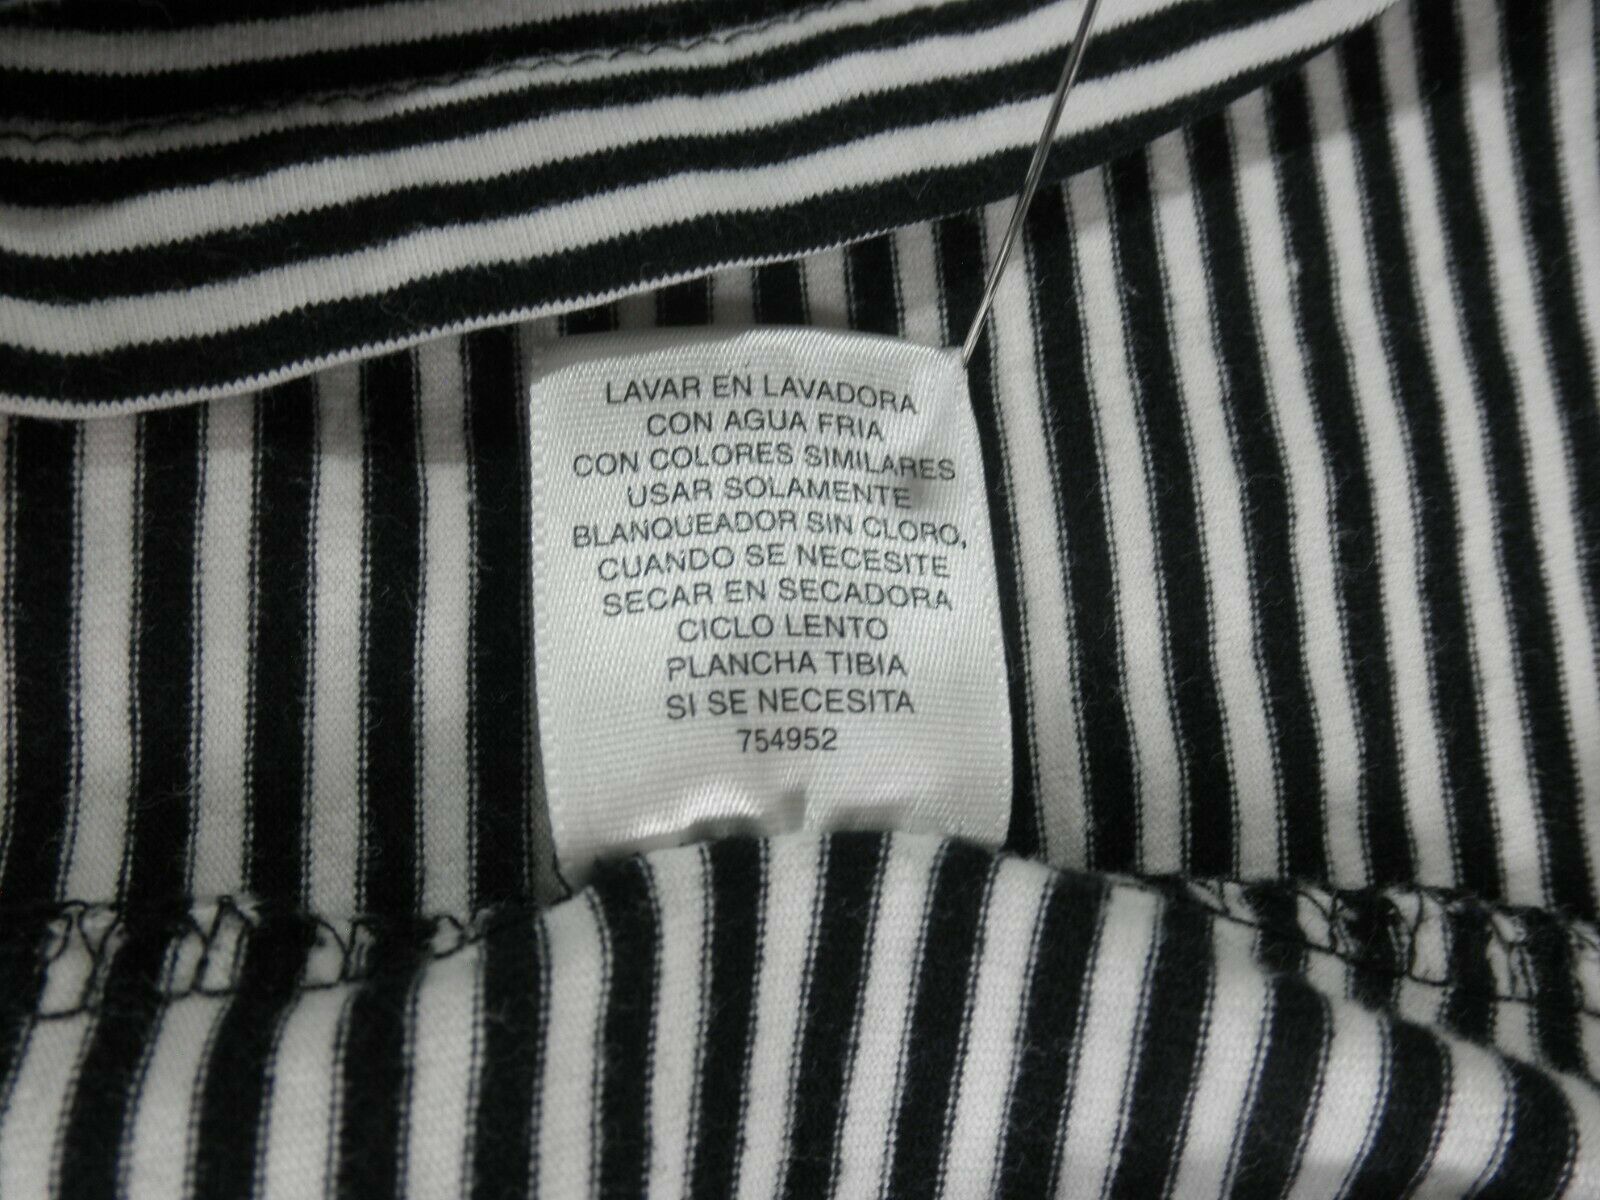 LAVAR EN LAVADORA
CON AGUA FRIA
CON COLORES SIMILARES
USAR SOLAMENTE
BLANQUEADOR SIN CLORO,
CUANDO SE NECESITE
SECAR EN SECADORA
CICLO LENTO
PLANCHA TIBIA
SI SE NECESITA
754952